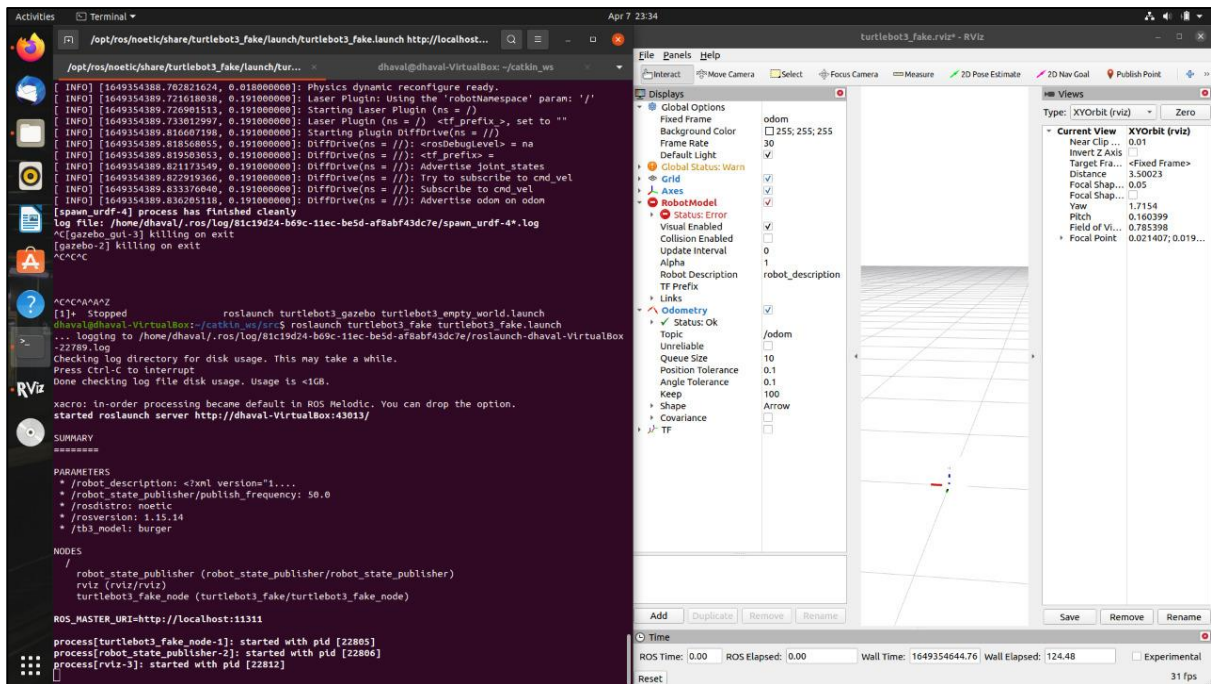 Activities
Terminal
Apr 7 23:34
/opt/ros/noetic/share/turtlebot3_fake/launch/turtlebot3_fake.launch http://localhost...
/opt/ros/noetic/share/turtlebot3_fake/launch/tur...
dhaval@dhaval-VirtualBox: ~/catkin_ws
[ INFO] [1649354388.702821624, 0.018000000]: Physics dynamic reconfigure ready.
[ INFO] [1649354389.721618038, 0.191000000]: Laser Plugin: Using the 'robotNamespace' param: '/'
[ INFO] [1649354389.726901513, 0.191000000]: Starting Laser Plugin (ns = /)
[ INFO] [1649354389.733012997, 0.191000000]: Laser Plugin (ns = /)  <tf_prefix_>, set to ""
[ INFO] [1649354389.816607198, 0.191000000]: Starting plugin DiffDrive(ns = //)
[ INFO] [1649354389.818568055, 0.191000000]: DiffDrive(ns = //): <rosDebugLevel> = na
[ INFO] [1649354389.819503053, 0.191000000]: DiffDrive(ns = //): <tf_prefix> =
[ INFO] [1649354389.821173549, 0.191000000]: DiffDrive(ns = //): Advertise joint_states
[ INFO] [1649354389.822919366, 0.191000000]: DiffDrive(ns = //): Try to subscribe to cmd_vel
[ INFO] [1649354389.833376040, 0.191000000]: DiffDrive(ns = //): Subscribe to cmd_vel
[ INFO] [1649354389.836205118, 0.191000000]: DiffDrive(ns = //): Advertise odom on odom
[spawn_urdf-4] process has finished cleanly
log file: /home/dhaval/.ros/log/81c19d24-b69c-11ec-be5d-af8abf43dc7e/spawn_urdf-4*.log
^C[gazebo_gui-3] killing on exit
[gazebo-2] killing on exit
^C^C^C
^C^C^A^A^Z
[1]+  Stopped                 roslaunch turtlebot3_gazebo turtlebot3_empty_world.launch
dhaval@dhaval-VirtualBox:~/catkin_ws/src$ roslaunch turtlebot3_fake turtlebot3_fake.launch
... logging to /home/dhaval/.ros/log/81c19d24-b69c-11ec-be5d-af8abf43dc7e/roslaunch-dhaval-VirtualBox
-22789.log
Checking log directory for disk usage. This may take a while.
Press Ctrl-C to interrupt
Done checking log file disk usage. Usage is <1GB.
xacro: in-order processing became default in ROS Melodic. You can drop the option.
started roslaunch server http://dhaval-VirtualBox:43013/
SUMMARY
========
PARAMETERS
 * /robot_description: <?xml version="1....
 * /robot_state_publisher/publish_frequency: 50.0
 * /rosdistro: noetic
 * /rosversion: 1.15.14
 * /tb3_model: burger
NODES
  /
    robot_state_publisher (robot_state_publisher/robot_state_publisher)
    rviz (rviz/rviz)
    turtlebot3_fake_node (turtlebot3_fake/turtlebot3_fake_node)
ROS_MASTER_URI=http://localhost:11311
process[turtlebot3_fake_node-1]: started with pid [22805]
process[robot_state_publisher-2]: started with pid [22806]
process[rviz-3]: started with pid [22812]
RViz
turtlebot3_fake.rviz* - RViz
File Panels Help
Interact Move Camera Select Focus Camera Measure 2D Pose Estimate 2D Nav Goal Publish Point
Displays
Global Options
Fixed Frame odom
Background Color 255; 255; 255
Frame Rate 30
Default Light
Global Status: Warn
Grid
Axes
RobotModel
Status: Error
Visual Enabled
Collision Enabled
Update Interval 0
Alpha 1
Robot Description robot_description
TF Prefix
Links
Odometry
Status: Ok
Topic /odom
Unreliable
Queue Size 10
Position Tolerance 0.1
Angle Tolerance 0.1
Keep 100
Shape Arrow
Covariance
TF
Add Duplicate Remove Rename
Views
Type: XYOrbit (rviz) Zero
Current View XYOrbit (rviz)
Near Clip ... 0.01
Invert Z Axis
Target Fra... <Fixed Frame>
Distance 3.50023
Focal Shap... 0.05
Focal Shap...
Yaw 1.7154
Pitch 0.160399
Field of Vi... 0.785398
Focal Point 0.021407; 0.019...
Save Remove Rename
Time
ROS Time: 0.00 ROS Elapsed: 0.00 Wall Time: 1649354644.76 Wall Elapsed: 124.48 Experimental
Reset
31 fps